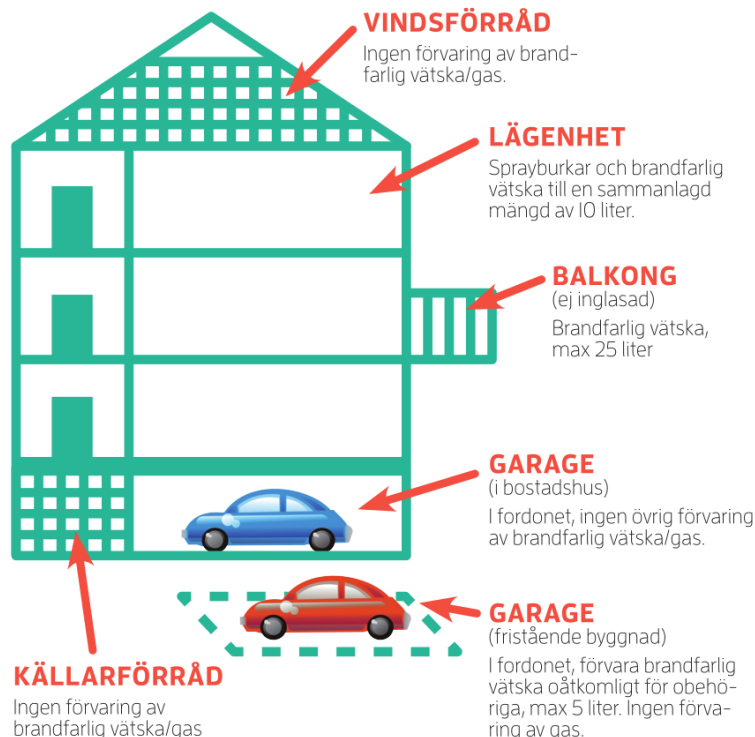 VINDSFÖRRÅD
Ingen förvaring av brand-
farlig vätska/gas.
LÄGENHET
Sprayburkar och brandfarlig
vätska till en sammanlagd
mängd av 10 liter.
BALKONG
(ej inglasad)
Brandfarlig vätska,
max 25 liter
GARAGE
(i bostadshus)
I fordonet, ingen övrig förvaring
av brandfarlig vätska/gas.
GARAGE
(fristående byggnad)
I fordonet, förvara brandfarlig
vätska oåtkomligt för obehö-
riga, max 5 liter. Ingen förva-
ring av gas.
KÄLLARFÖRRÅD
Ingen förvaring av
brandfarlig vätska/gas